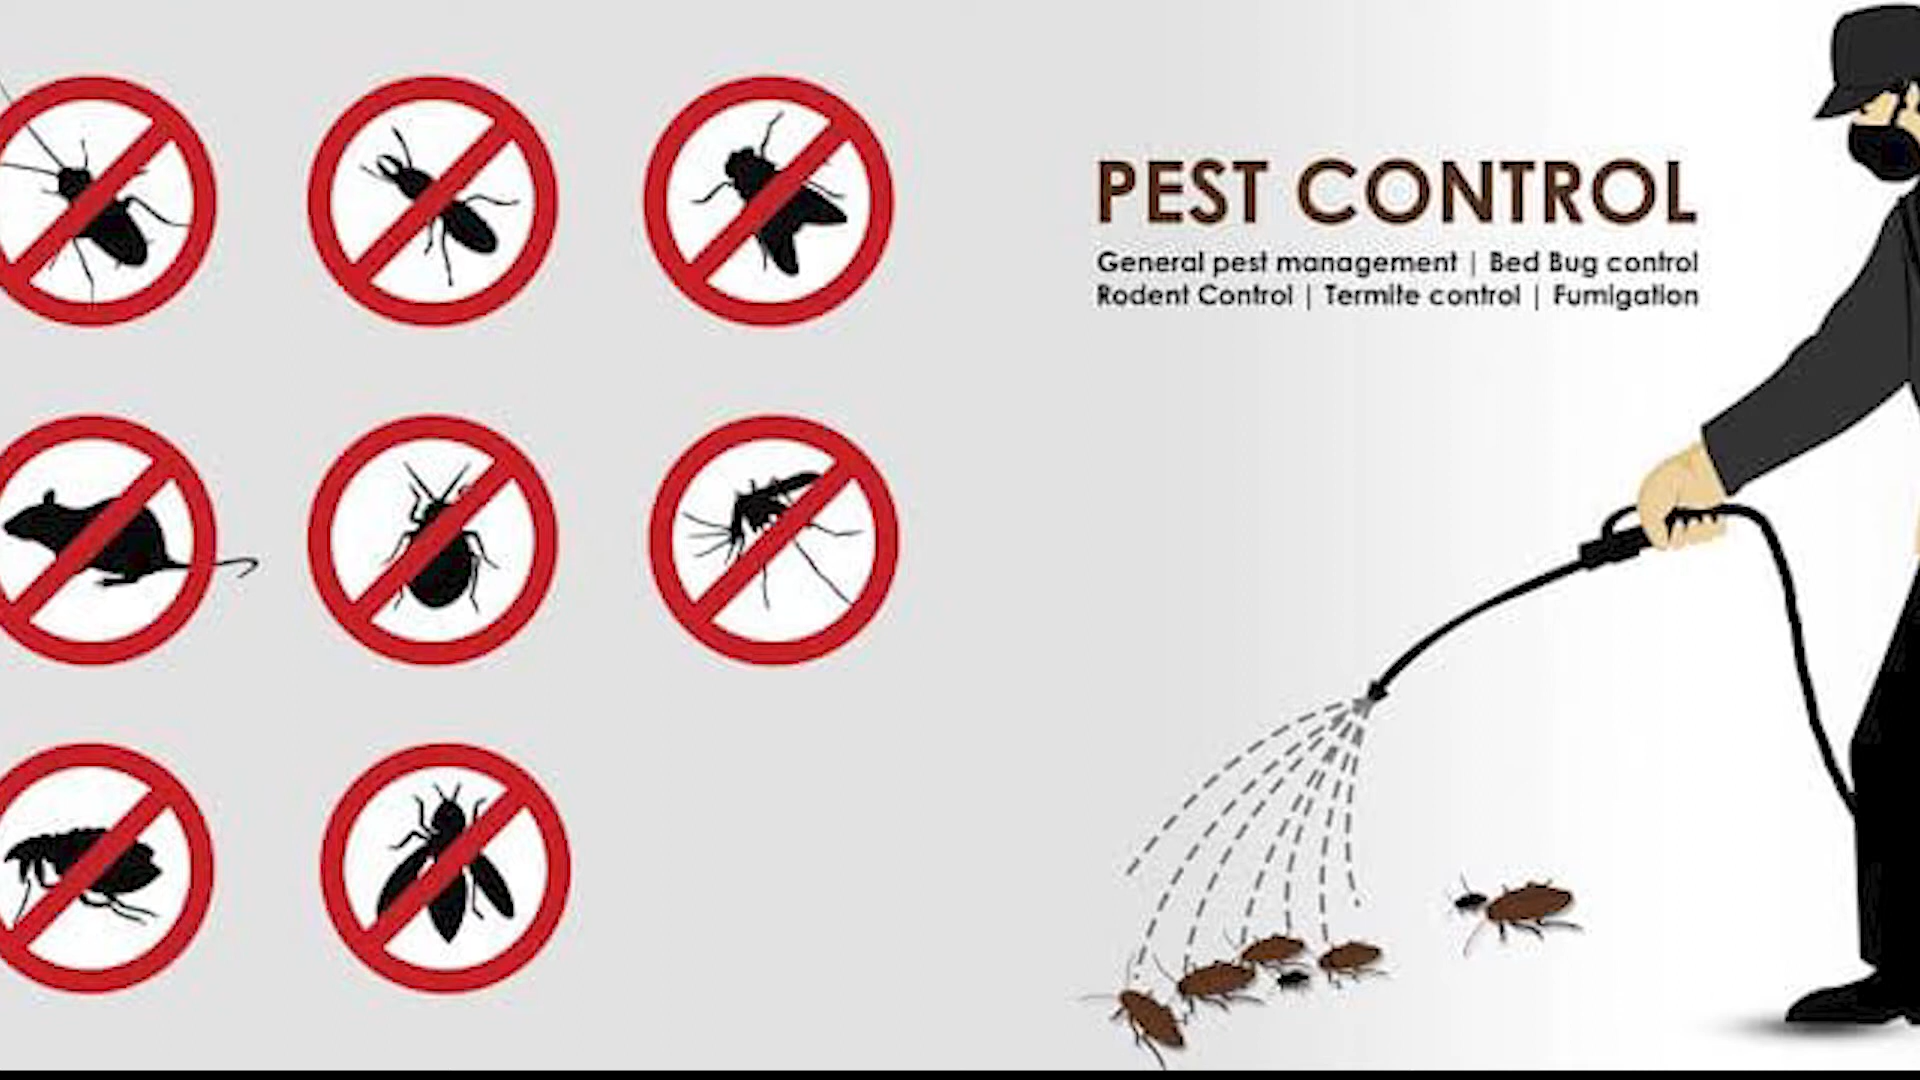 PEST CONTROL
General pest management | Bed Bug control
Rodent Control | Termite control | Fumigation